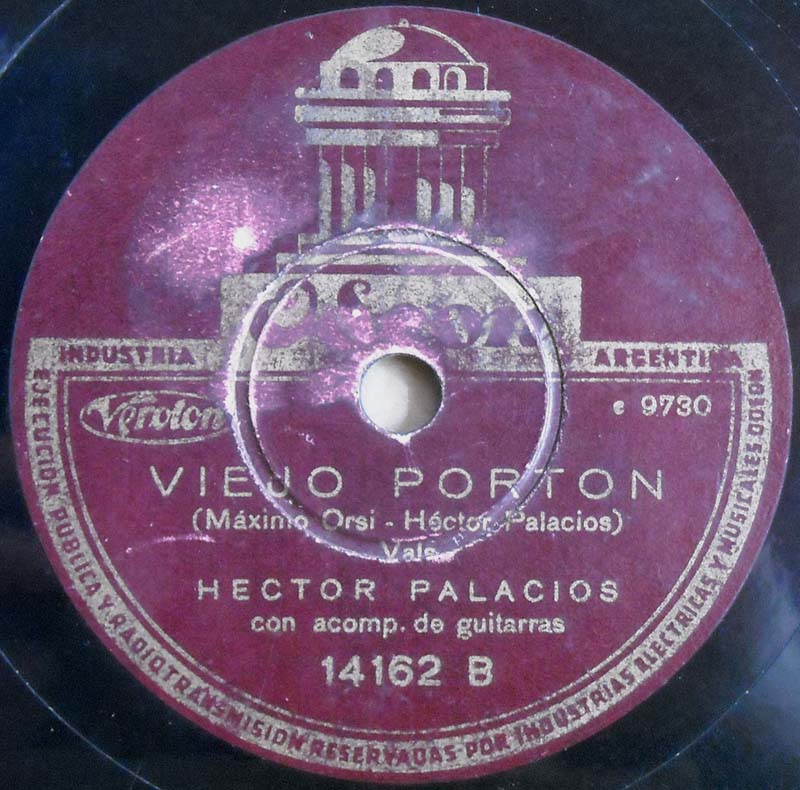 Odeon
INDUSTRIA ARGENTINA
Veroton
e 9730
VIEJO PORTON
(Máximo Orsi - Héctor Palacios)
Vals
HECTOR PALACIOS
con acomp. de guitarras
14162 B
EJECUCION PUBLICA Y RADIOTRANSMISION RESERVADAS POR INDUSTRIAS ELECTRICAS Y MUSICALES ODEON